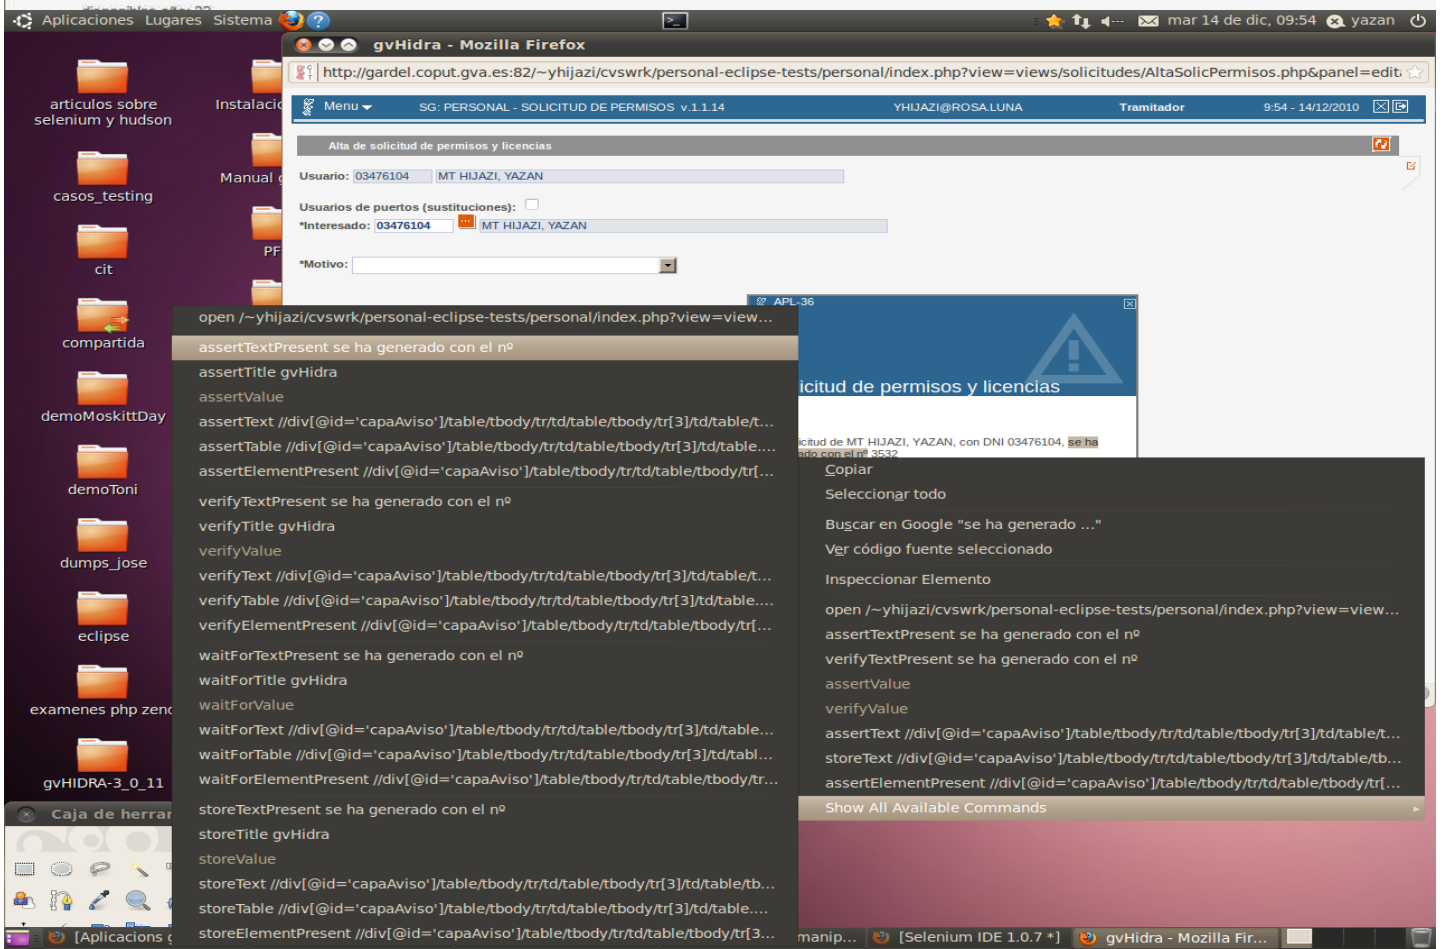 Aplicaciones Lugares Sistema
mar 14 de dic, 09:54 yazan
gvHidra - Mozilla Firefox
http://gardel.coput.gva.es:82/~yhijazi/cvswrk/personal-eclipse-tests/personal/index.php?view=views/solicitudes/AltaSolicPermisos.php&panel=edit
Menu SG: PERSONAL - SOLICITUD DE PERMISOS v.1.1.14 YHIJAZI@ROSA.LUNA Tramitador 9:54 - 14/12/2010
Alta de solicitud de permisos y licencias
Usuario: 03476104 MT HIJAZI, YAZAN
Usuarios de puertos (sustituciones):
*Interesado: 03476104 ... MT HIJAZI, YAZAN
*Motivo:
APL-36
icitud de permisos y licencias
icitud de MT HIJAZI, YAZAN, con DNI 03476104, se ha
ado con el nº 3532
articulos sobre
selenium y hudson
casos_testing
cit
compartida
demoMoskittDay
demoToni
dumps_jose
eclipse
examenes php zend
gvHIDRA-3_0_11
Instalacio
Manual g
PF
open /~yhijazi/cvswrk/personal-eclipse-tests/personal/index.php?view=view...
assertTextPresent se ha generado con el nº
assertTitle gvHidra
assertValue
assertText //div[@id='capaAviso']/table/tbody/tr/td/table/tbody/tr[3]/td/table/t...
assertTable //div[@id='capaAviso']/table/tbody/tr/td/table/tbody/tr[3]/td/table....
assertElementPresent //div[@id='capaAviso']/table/tbody/tr/td/table/tbody/tr[...
verifyTextPresent se ha generado con el nº
verifyTitle gvHidra
verifyValue
verifyText //div[@id='capaAviso']/table/tbody/tr/td/table/tbody/tr[3]/td/table/t...
verifyTable //div[@id='capaAviso']/table/tbody/tr/td/table/tbody/tr[3]/td/table....
verifyElementPresent //div[@id='capaAviso']/table/tbody/tr/td/table/tbody/tr[...
waitForTextPresent se ha generado con el nº
waitForTitle gvHidra
waitForValue
waitForText //div[@id='capaAviso']/table/tbody/tr/td/table/tbody/tr[3]/td/table...
waitForTable //div[@id='capaAviso']/table/tbody/tr/td/table/tbody/tr[3]/td/tabl...
waitForElementPresent //div[@id='capaAviso']/table/tbody/tr/td/table/tbody/tr...
storeTextPresent se ha generado con el nº
storeTitle gvHidra
storeValue
storeText //div[@id='capaAviso']/table/tbody/tr/td/table/tbody/tr[3]/td/table/tb...
storeTable //div[@id='capaAviso']/table/tbody/tr/td/table/tbody/tr[3]/td/table....
storeElementPresent //div[@id='capaAviso']/table/tbody/tr/td/table/tbody/tr[3...
Copiar
Seleccionar todo
Buscar en Google "se ha generado ..."
Ver código fuente seleccionado
Inspeccionar Elemento
open /~yhijazi/cvswrk/personal-eclipse-tests/personal/index.php?view=view...
assertTextPresent se ha generado con el nº
verifyTextPresent se ha generado con el nº
assertValue
verifyValue
assertText //div[@id='capaAviso']/table/tbody/tr/td/table/tbody/tr[3]/td/table/t...
storeText //div[@id='capaAviso']/table/tbody/tr/td/table/tbody/tr[3]/td/table/tb...
assertElementPresent //div[@id='capaAviso']/table/tbody/tr/td/table/tbody/tr[...
Show All Available Commands
Caja de herrar
[Aplicacions g
manip...
[Selenium IDE 1.0.7 *]
gvHidra - Mozilla Fir...